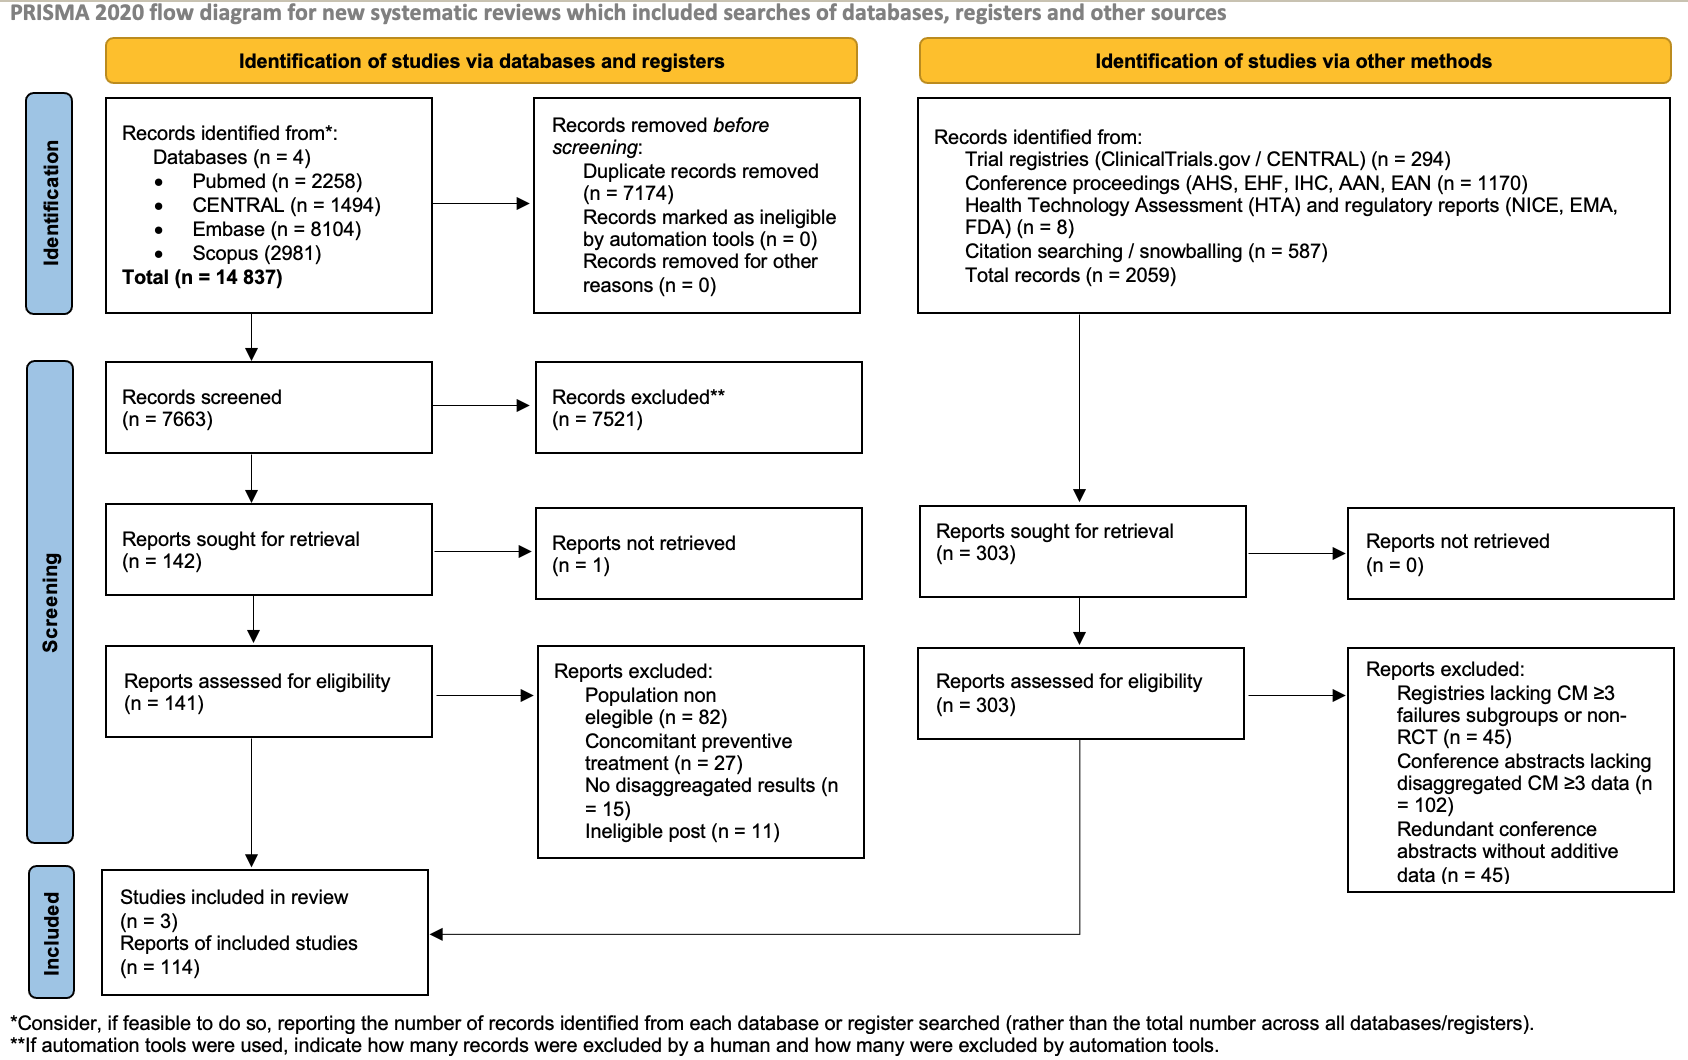 PRISMA 2020 flow diagram for new systematic reviews which included searches of databases, registers and other sources
Identification of studies via databases and registers
Identification of studies via other methods
Identification
Records identified from*:
Databases (n = 4)
• Pubmed (n = 2258)
• CENTRAL (n = 1494)
• Embase (n = 8104)
• Scopus (2981)
Total (n = 14 837)
Records removed before
screening:
Duplicate records removed
(n = 7174)
Records marked as ineligible
by automation tools (n = 0)
Records removed for other
reasons (n = 0)
Records identified from:
Trial registries (ClinicalTrials.gov / CENTRAL) (n = 294)
Conference proceedings (AHS, EHF, IHC, AAN, EAN (n = 1170)
Health Technology Assessment (HTA) and regulatory reports (NICE, EMA,
FDA) (n = 8)
Citation searching / snowballing (n = 587)
Total records (n = 2059)
Screening
Records screened
(n = 7663)
Records excluded**
(n = 7521)
Reports sought for retrieval
(n = 142)
Reports not retrieved
(n = 1)
Reports sought for retrieval
(n = 303)
Reports not retrieved
(n = 0)
Reports assessed for eligibility
(n = 141)
Reports excluded:
Population non
elegible (n = 82)
Concomitant preventive
treatment (n = 27)
No disaggreagated results (n
= 15)
Ineligible post (n = 11)
Reports assessed for eligibility
(n = 303)
Reports excluded:
Registries lacking CM ≥3
failures subgroups or non-
RCT (n = 45)
Conference abstracts lacking
disaggregated CM ≥3 data (n
= 102)
Redundant conference
abstracts without additive
data (n = 45)
Included
Studies included in review
(n = 3)
Reports of included studies
(n = 114)
*Consider, if feasible to do so, reporting the number of records identified from each database or register searched (rather than the total number across all databases/registers).
**If automation tools were used, indicate how many records were excluded by a human and how many were excluded by automation tools.